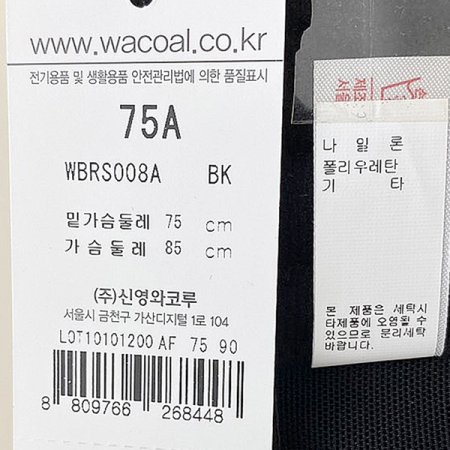 www.wacoal.co.kr
전기용품 및 생활용품 안전관리법에 의한 품질표시
75A
WBRS008A BK
밑가슴둘레 75 cm
가슴둘레 85 cm
(주)신영와코루
서울시 금천구 가산디지털 1로 104
LOT10101200 AF 75 90
8 809766 268448
제조
서울
나 일 론
폴리우레탄
기 타
본 제품은 세탁시
타제품에 오염될 수
있으므로 분리세탁
바랍니다.